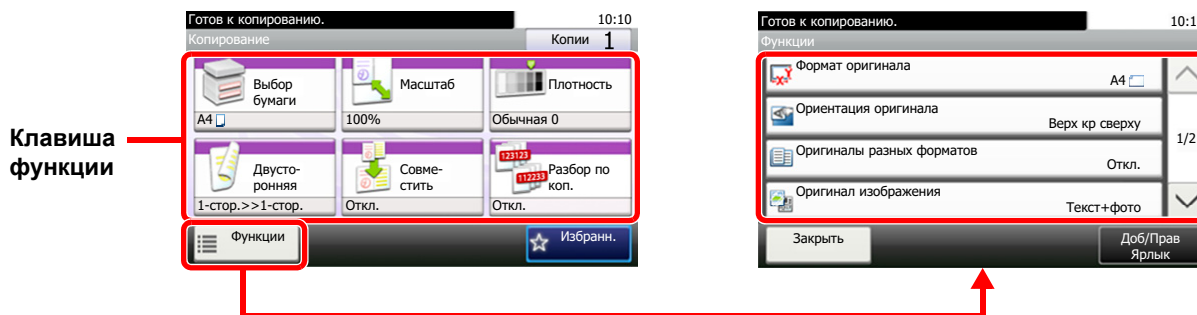 Готов к копированию. 10:10
Копирование
Копии 1
Выбор
бумаги
A4
Масштаб
100%
Плотность
Обычная 0
Двусто-
ронняя
1-стор.>>1-стор.
Совме-
стить
Откл.
123123
112233
Разбор по
коп.
Откл.
Функции
Избранн.
Клавиша
функции
Готов к копированию. 10:1
Функции
Формат оригинала
A4
Ориентация оригинала
Верх кр сверху
Оригиналы разных форматов
Откл.
Оригинал изображения
Текст+фото
1/2
Закрыть
Доб/Прав
Ярлык